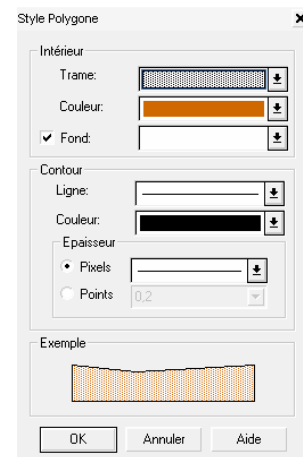 Style Polygone
Intérieur
Trame:
Couleur:
Fond:
Contour
Ligne:
Couleur:
Epaisseur
Pixels
Points 0,2
Exemple
OK Annuler Aide